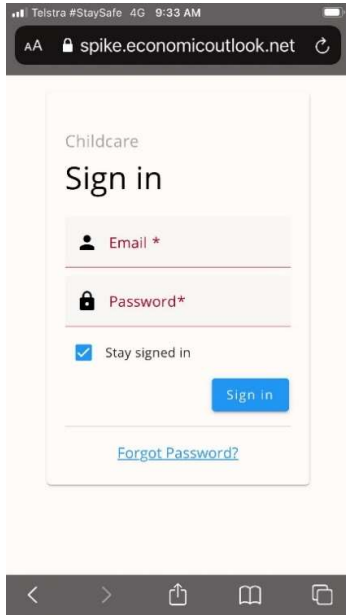 Telstra #StaySafe 4G 9:33 AM
AA spike.economicoutlook.net
Childcare
Sign in
Email *
Password*
Stay signed in
Sign in
Forgot Password?